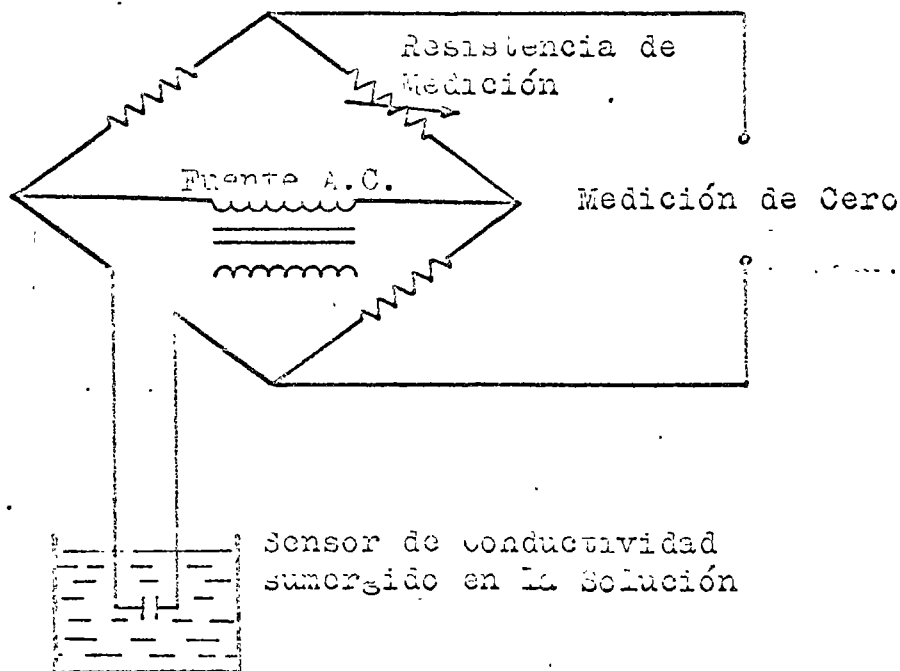 Resistencia de
Medición
Fuente A.C.
Medición de Cero
Sensor de Conductividad
sumergido en la Solución